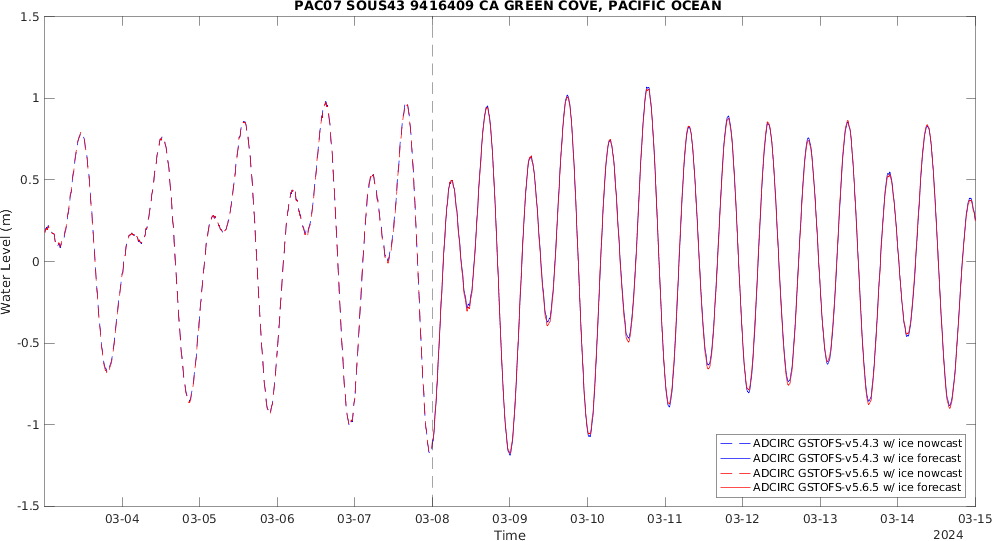 PAC07 SOUS43 9416409 CA GREEN COVE, PACIFIC OCEAN
Water Level (m)
1.5
1
0.5
0
-0.5
-1
-1.5
ADCIRC GSTOFS-v5.4.3 w/ ice nowcast
ADCIRC GSTOFS-v5.4.3 w/ ice forecast
ADCIRC GSTOFS-v5.6.5 w/ ice nowcast
ADCIRC GSTOFS-v5.6.5 w/ ice forecast
03-04 03-05 03-06 03-07 03-08 03-09 03-10 03-11 03-12 03-13 03-14 03-15
Time
2024